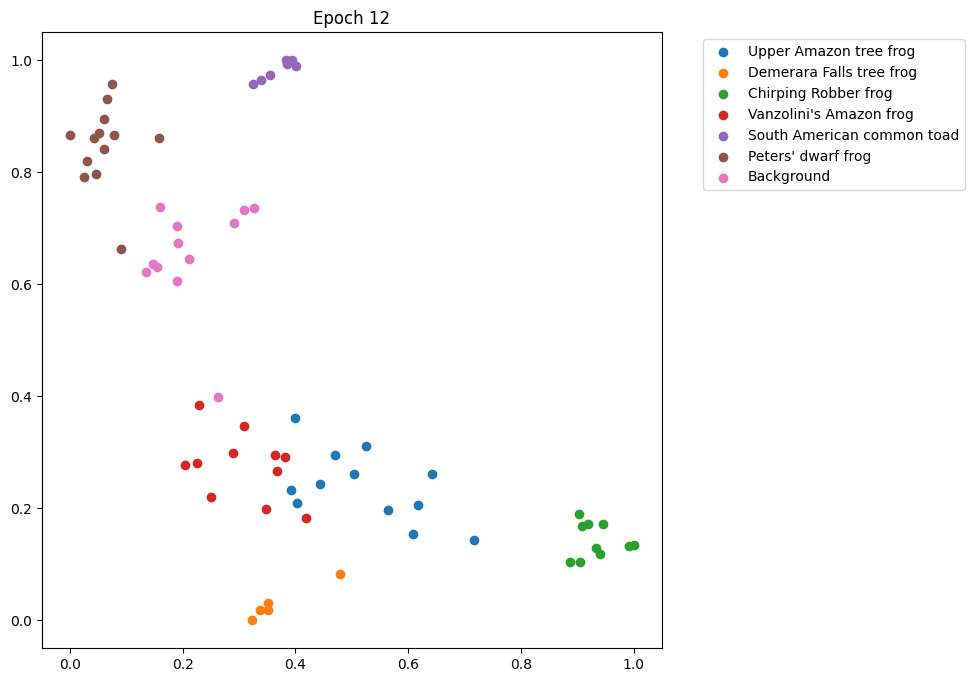 Epoch 12
Upper Amazon tree frog
Demerara Falls tree frog
Chirping Robber frog
Vanzolini's Amazon frog
South American common toad
Peters' dwarf frog
Background
1.0
0.8
0.6
0.4
0.2
0.0
0.0 0.2 0.4 0.6 0.8 1.0